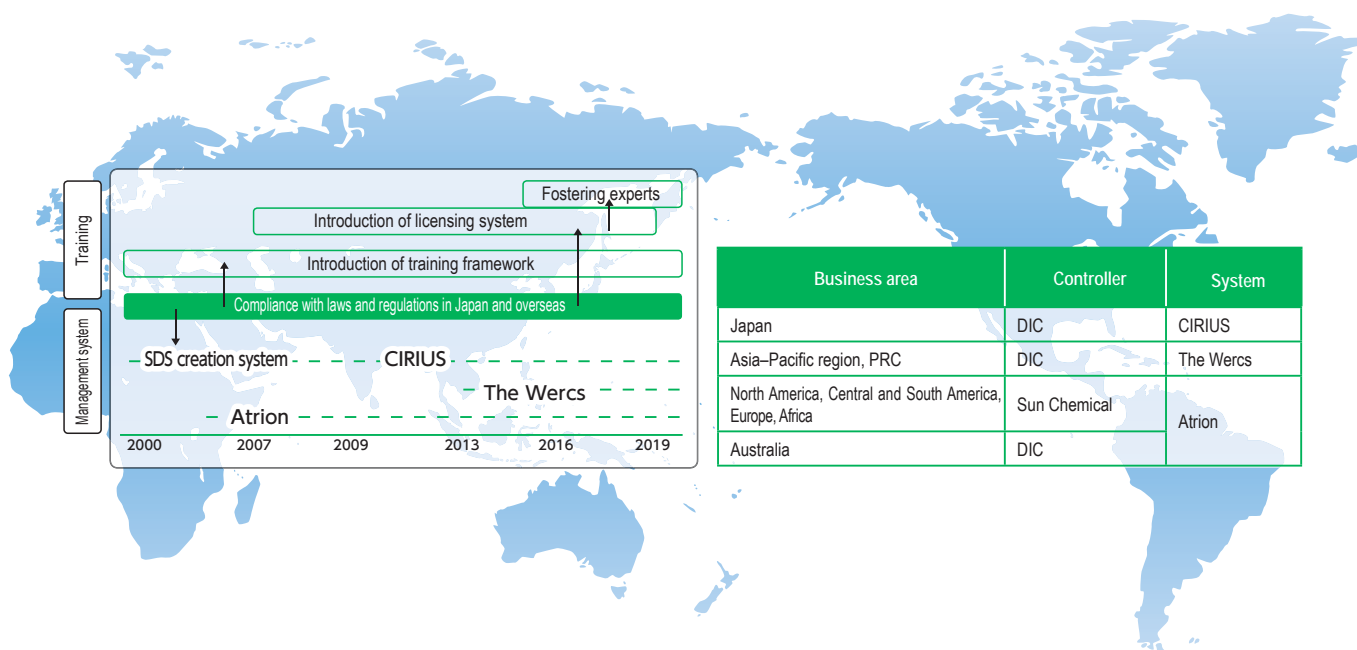 Training
Fostering experts
Introduction of licensing system
Introduction of training framework
Compliance with laws and regulations in Japan and overseas
Management system
SDS creation system
CIRIUS
The Wercs
Atrion
2000 2007 2009 2013 2016 2019
Business area Controller System
Japan DIC CIRIUS
Asia–Pacific region, PRC DIC The Wercs
North America, Central and South America,
Europe, Africa Sun Chemical Atrion
Australia DIC